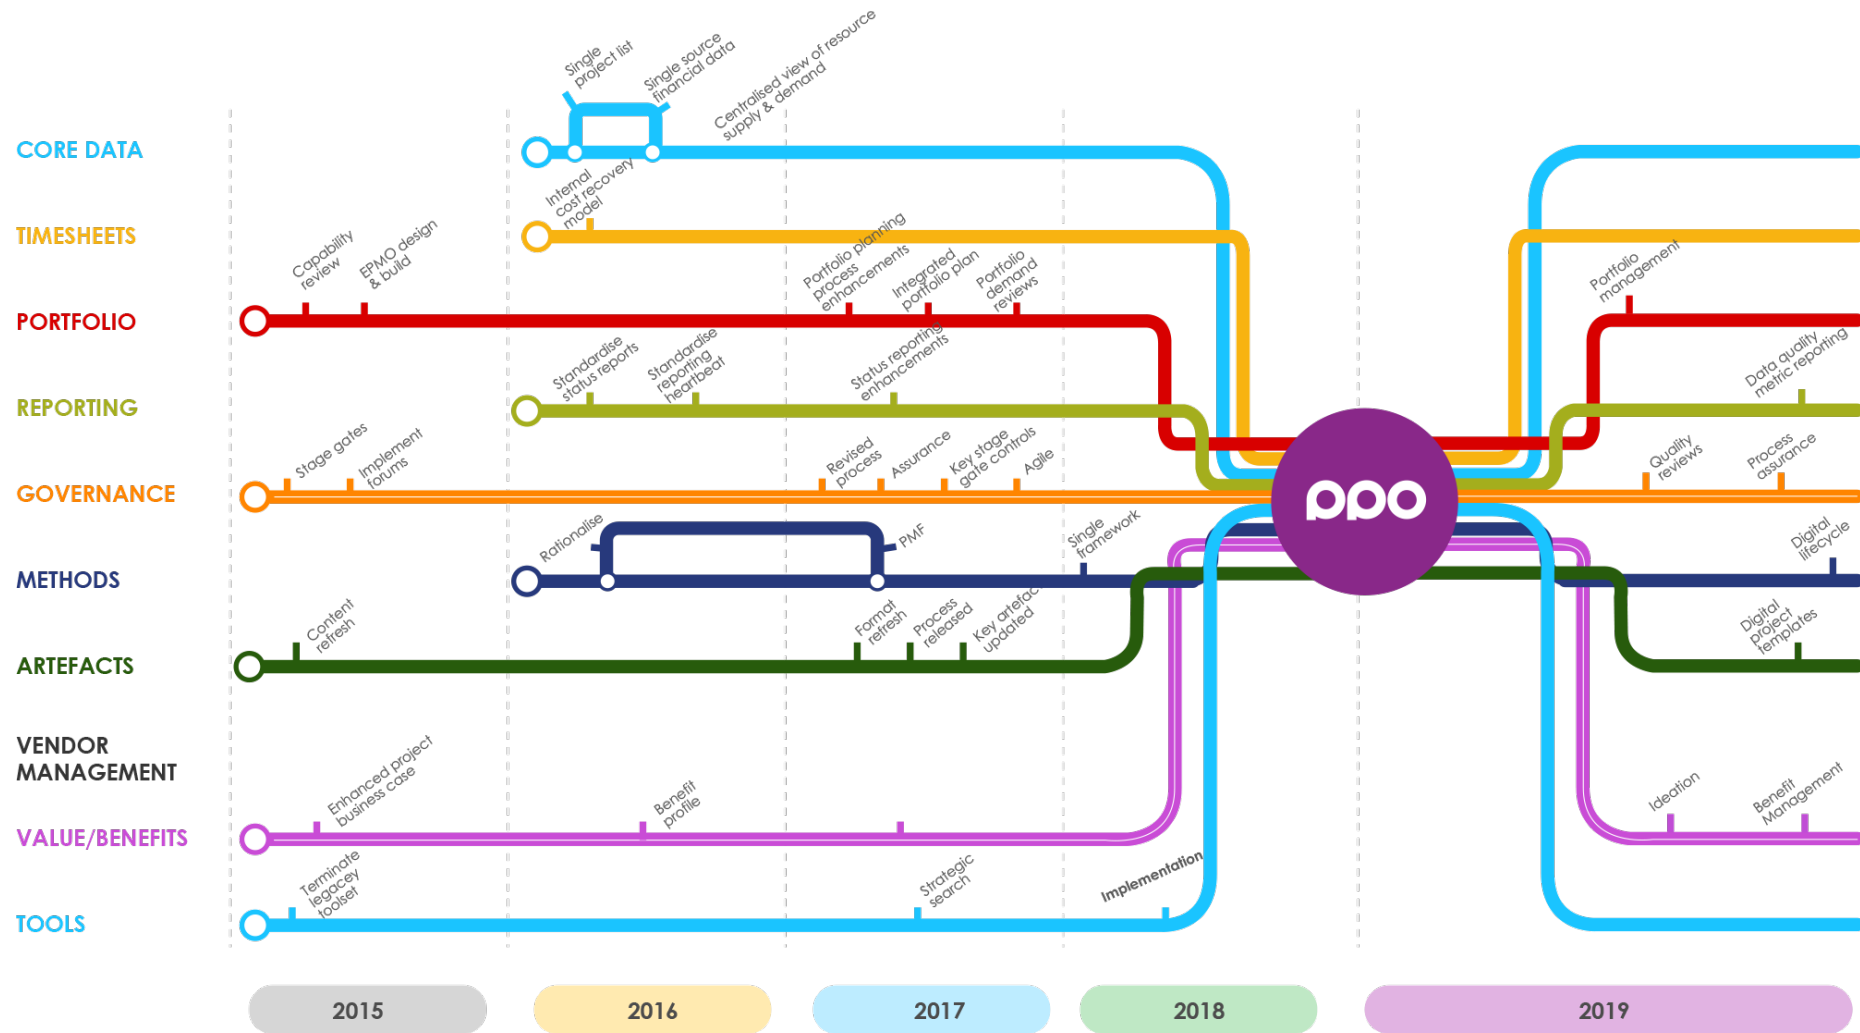 Single
project list
Single source
financial data
Centralised view of resource
supply & demand
CORE DATA
Internal
cost recovery
model
TIMESHEETS
Capability
review
EPMO design
& build
Portfolio planning
process
enhancements
Integrated
portfolio plan
Portfolio
demand
reviews
Portfolio
management
PORTFOLIO
Standardise
status reports
Standardise
reporting
heartbeat
Status reporting
enhancements
Data quality
metric reporting
REPORTING
Stage gates
Implement
forums
Revised
process
Assurance
Key stage
gate controls
Agile
Quality
reviews
Process
assurance
GOVERNANCE
ppo
Rationalise
PMF
Single
framework
Digital
lifecycle
METHODS
Content
refresh
Format
refresh
Process
released
Key artefac
updated
Digital
project
templates
ARTEFACTS
VENDOR
MANAGEMENT
Enhanced project
business case
Benefit
profile
Ideation
Benefit
Management
VALUE/BENEFITS
Terminate
legacey
toolset
Strategic
search
Implementation
TOOLS
2015
2016
2017
2018
2019